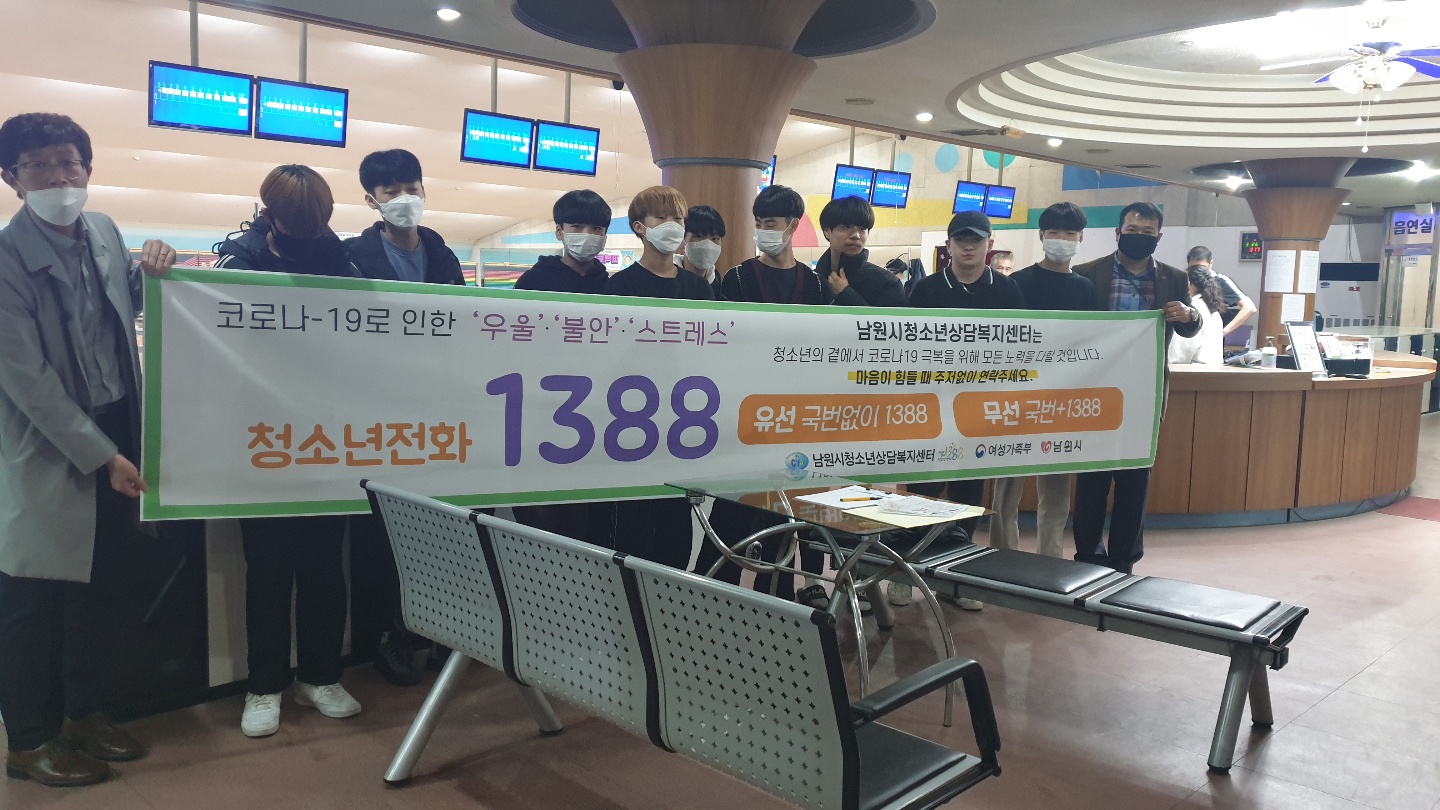 코로나-19로 인한 '우울'·'불안'·'스트레스'
청소년전화 1388
남원시청소년상담복지센터는
청소년의 곁에서 코로나19 극복을 위해 모든 노력을 다할 것입니다.
마음이 힘들 때 주저없이 연락주세요.
유선 국번없이 1388
무선 국번+1388
남원시청소년상담복지센터 1388 여성가족부 남원시
음연실